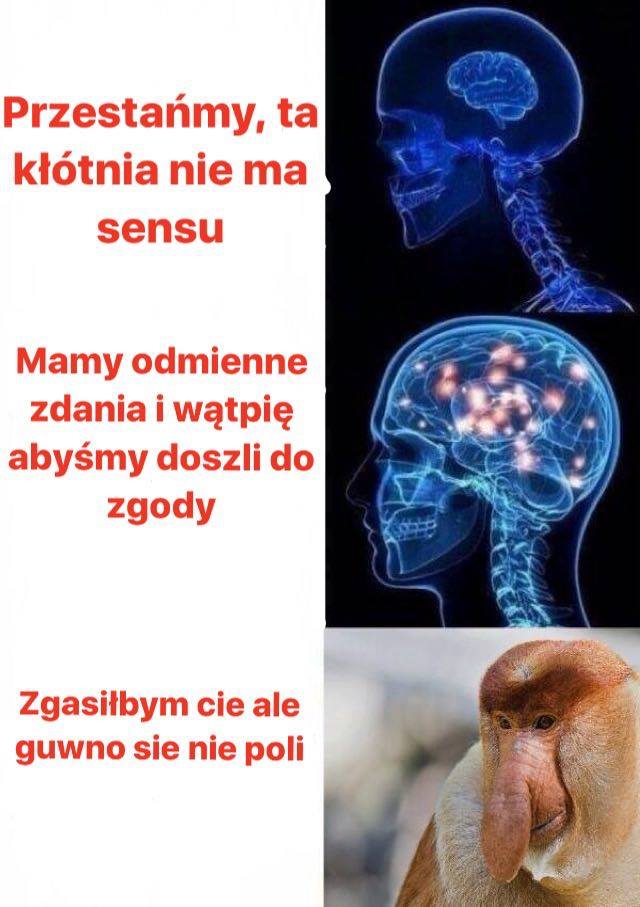 Przestańmy, ta
kłótnia nie ma
sensu
Mamy odmienne
zdania i wątpię
abyśmy doszli do
zgody
Zgasiłbym cie ale
guwno sie nie poli